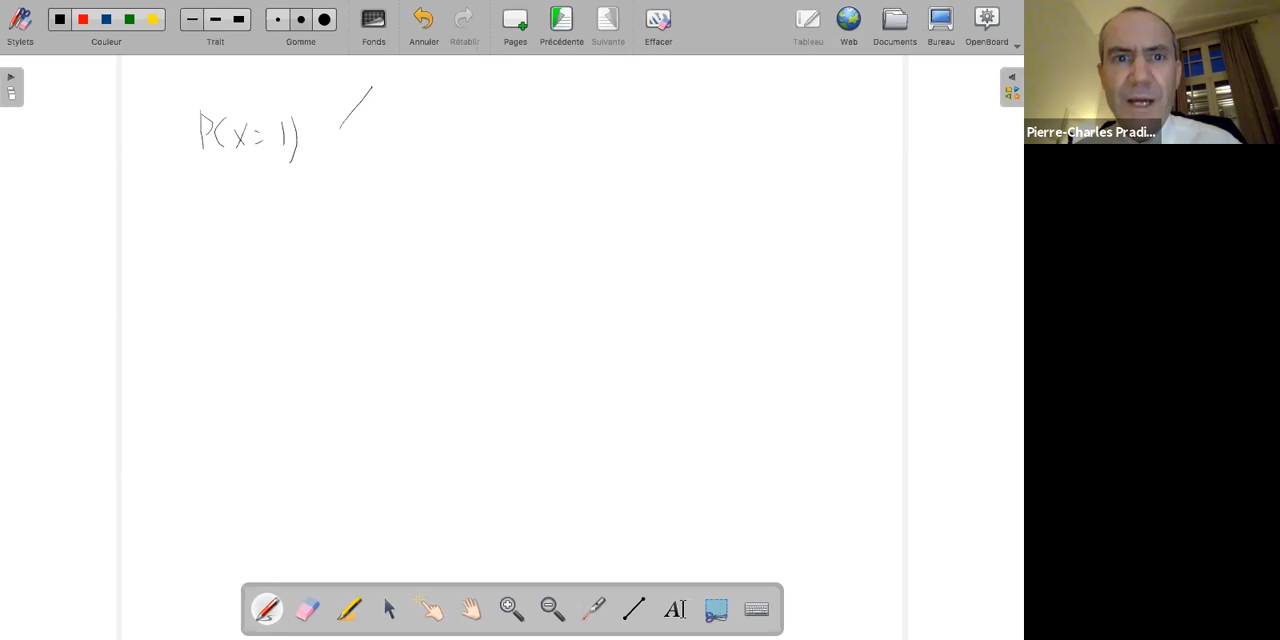 Stylets Couleur Trait Gomme Fonds Annuler Rétablir Pages Précédente Suivante Effacer Tableau Web Documents Bureau OpenBoard
P(x=1)
Pierre-Charles Pradi...
A